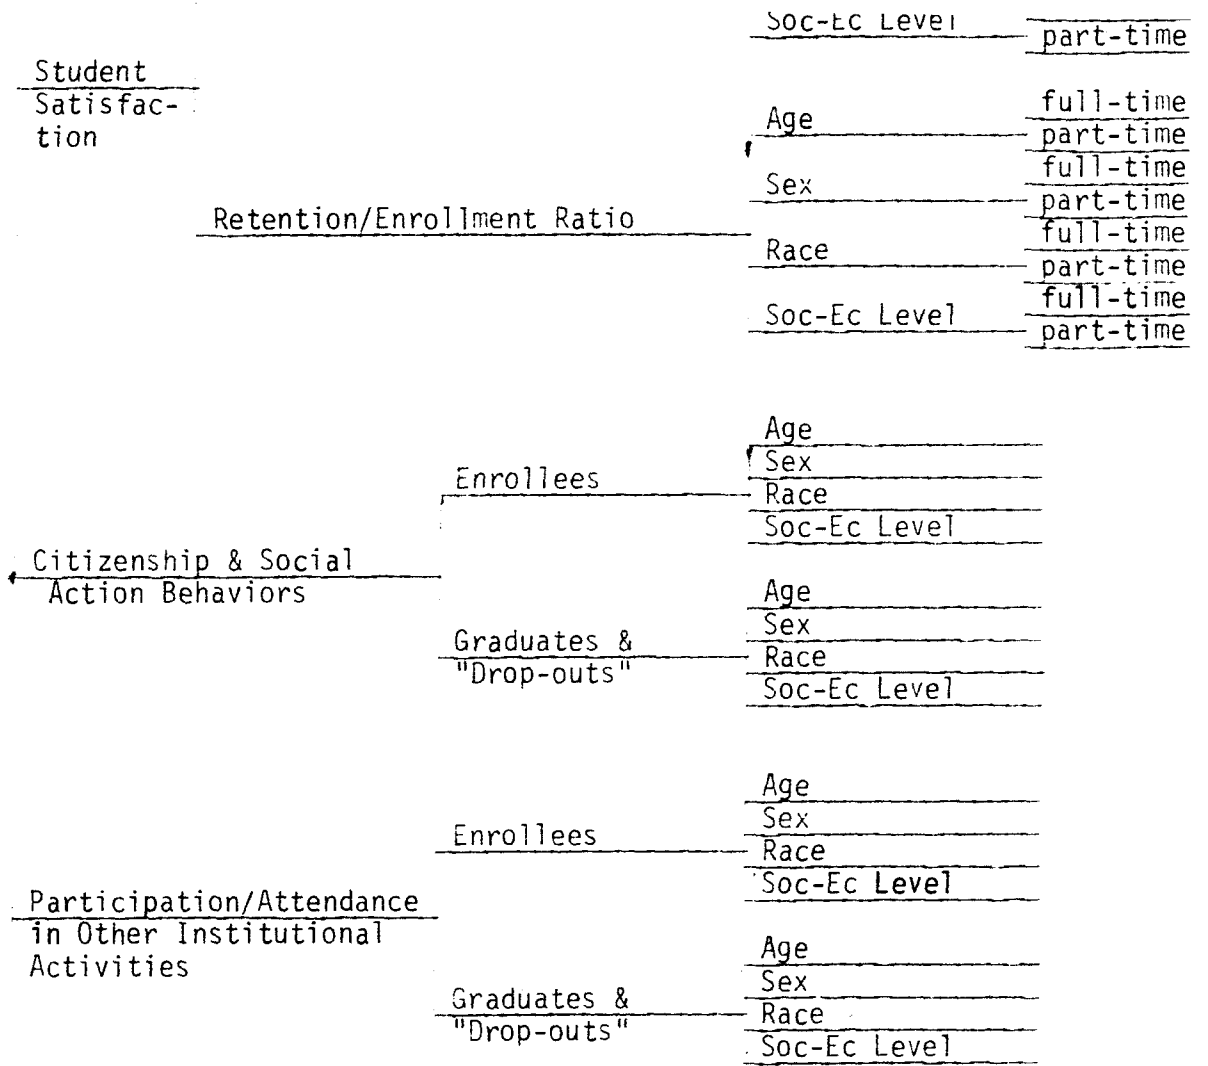 Soc-Ec Level
part-time
Student
Satisfac-
tion
Retention/Enrollment Ratio
Age
full-time
part-time
Sex
full-time
part-time
Race
full-time
part-time
Soc-Ec Level
full-time
part-time
Citizenship & Social
Action Behaviors
Enrollees
Age
Sex
Race
Soc-Ec Level
Graduates &
"Drop-outs"
Age
Sex
Race
Soc-Ec Level
Participation/Attendance
in Other Institutional
Activities
Enrollees
Age
Sex
Race
Soc-Ec Level
Graduates &
"Drop-outs"
Age
Sex
Race
Soc-Ec Level